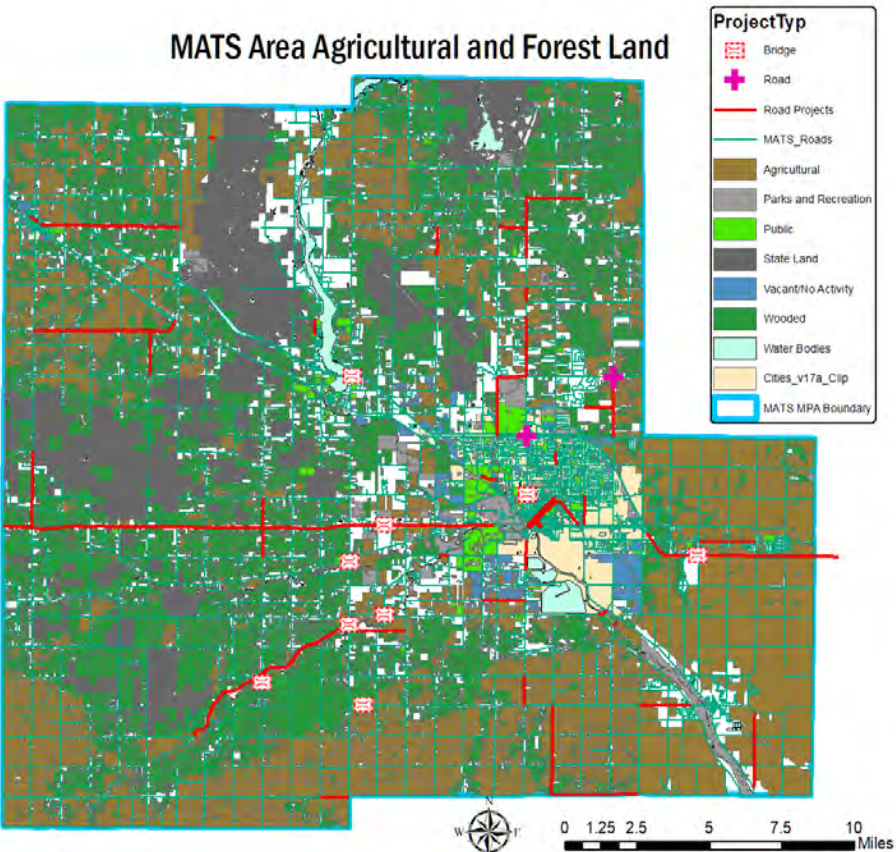 MATS Area Agricultural and Forest Land
ProjectTyp
Bridge
Road
Road Projects
MATS_Roads
Agricultural
Parks and Recreation
Public
State Land
Vacant/No Activity
Wooded
Water Bodies
Cities_v17a_Clip
MATS MPA Boundary
N
W E
S
0 1.25 2.5 5 7.5 10
Miles